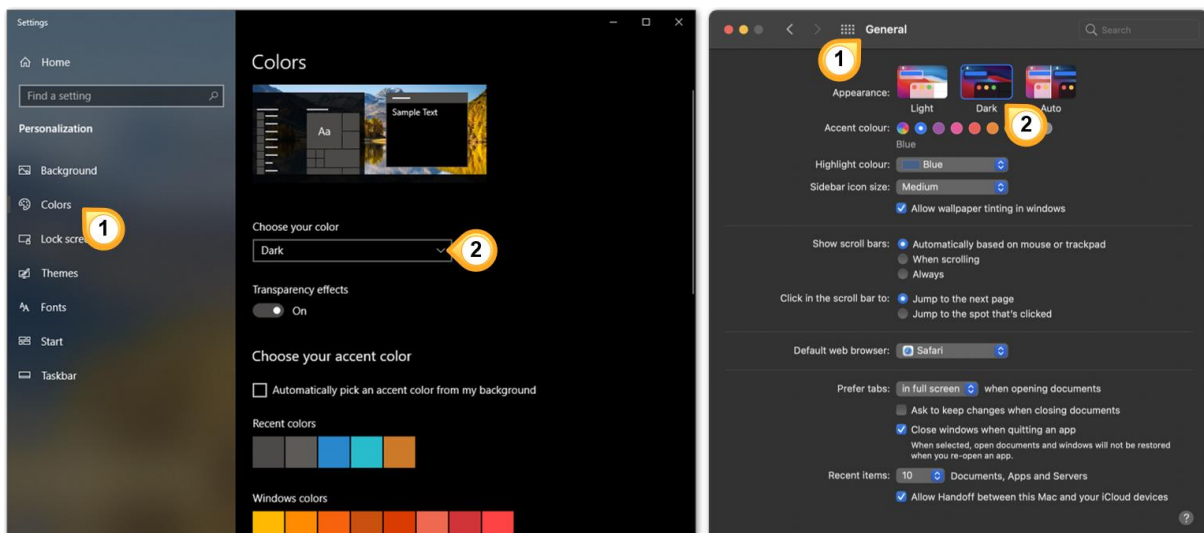 Settings
Home
Find a setting
Personalization
Background
Colors
1
Lock scre
Themes
Fonts
Start
Taskbar
Colors
Aa
Sample Text
Choose your color
Dark
2
Transparency effects
On
Choose your accent color
Automatically pick an accent color from my background
Recent colors
Windows colors
General
Search
1
Appearance:
Light Dark Auto
2
Accent colour:
Blue
Highlight colour: Blue
Sidebar icon size: Medium
Allow wallpaper tinting in windows
Show scroll bars: Automatically based on mouse or trackpad
When scrolling
Always
Click in the scroll bar to: Jump to the next page
Jump to the spot that's clicked
Default web browser: Safari
Prefer tabs: in full screen when opening documents
Ask to keep changes when closing documents
Close windows when quitting an app
When selected, open documents and windows will not be restored
when you re-open an app.
Recent items: 10 Documents, Apps and Servers
Allow Handoff between this Mac and your iCloud devices
?